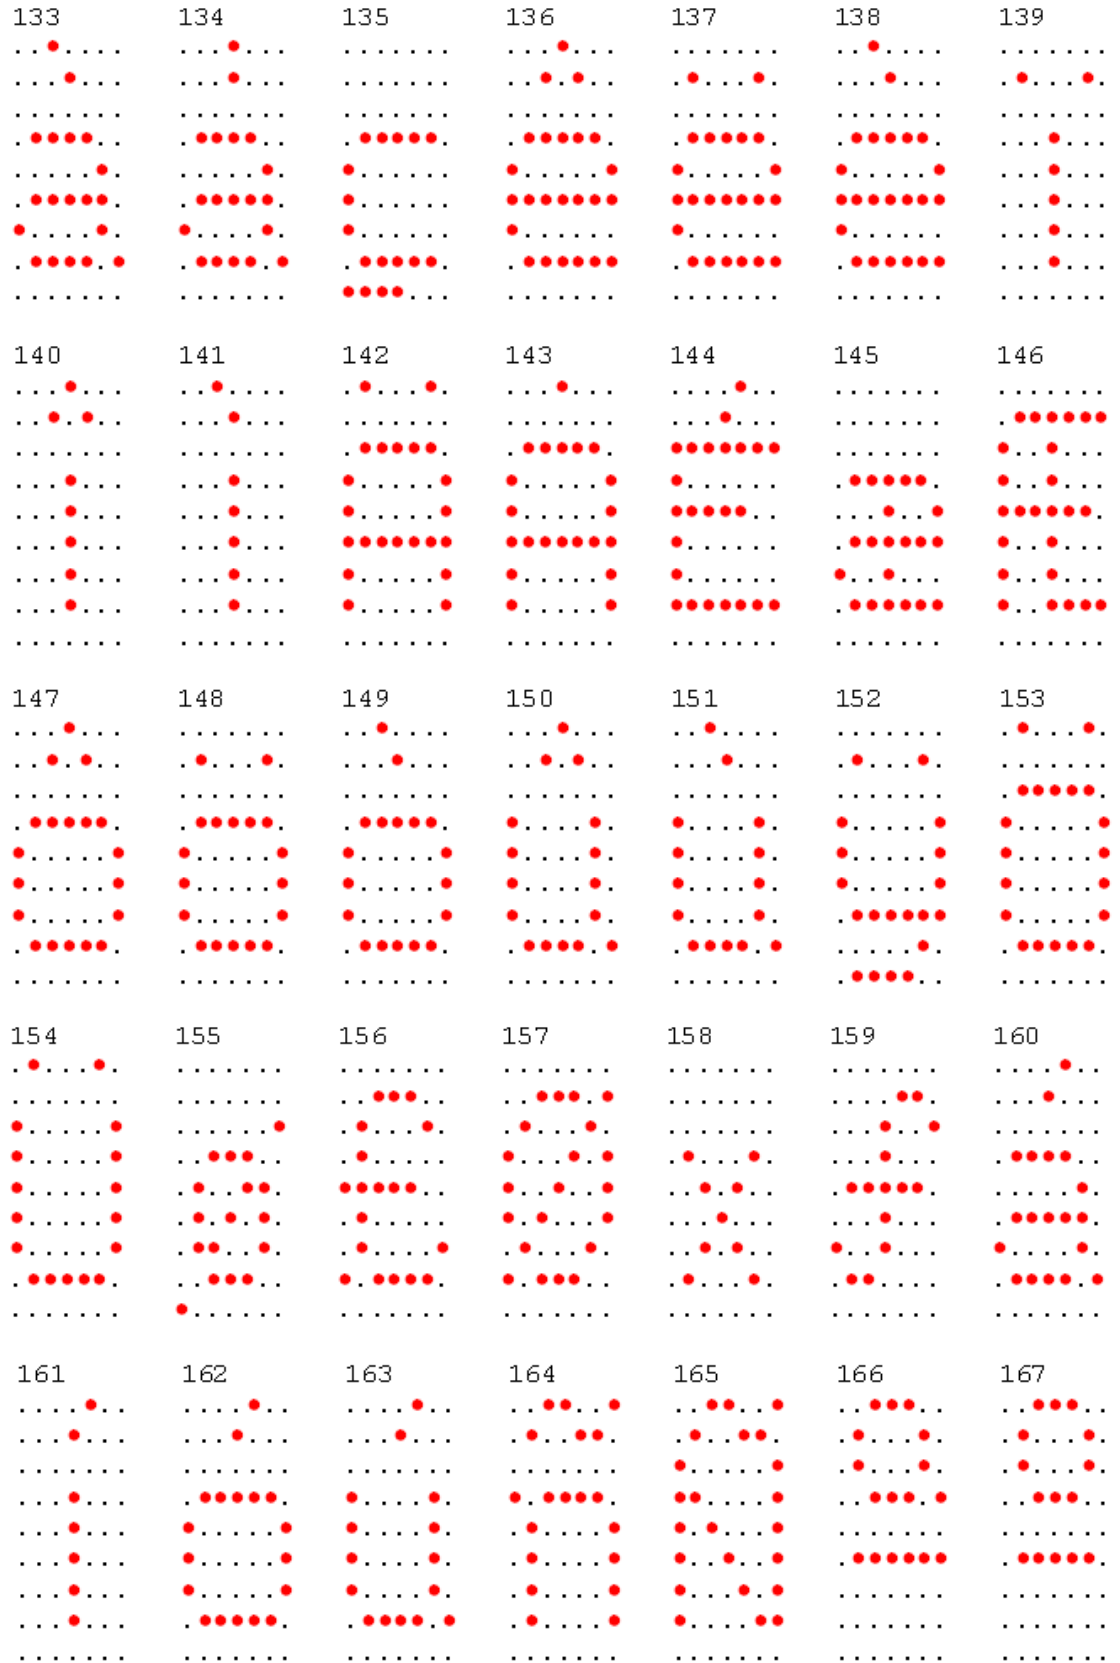 133 134 135 136 137 138 139
à å ç ê ë è ï
140 141 142 143 144 145 146
î ì Ä Å É æ Æ
147 148 149 150 151 152 153
ô ö ò û ù ÿ Ö
154 155 156 157 158 159 160
Ü ø £ Ø × ƒ á
161 162 163 164 165 166 167
í ó ú ñ Ñ ª º